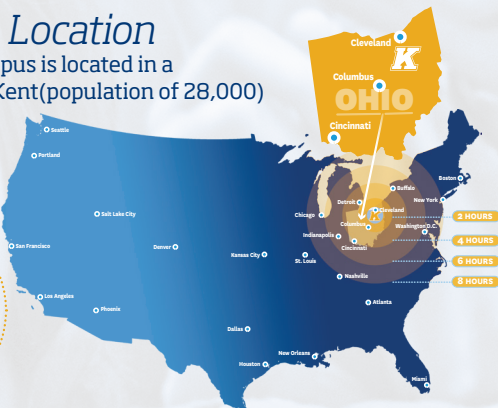 Location
pus is located in a
Kent(population of 28,000)
Cleveland
K
Columbus
OHIO
Cincinnati
Seattle
Portland
Boston
Buffalo
New York
Detroit
Cleveland
Salt Lake City
Chicago
2 HOURS
Columbus
Washington D.C.
Indianapolis
4 HOURS
San Francisco
Denver
Cincinnati
Kansas City
St. Louis
6 HOURS
Nashville
8 HOURS
Los Angeles
Atlanta
Phoenix
Dallas
New Orleans
Houston
Miami